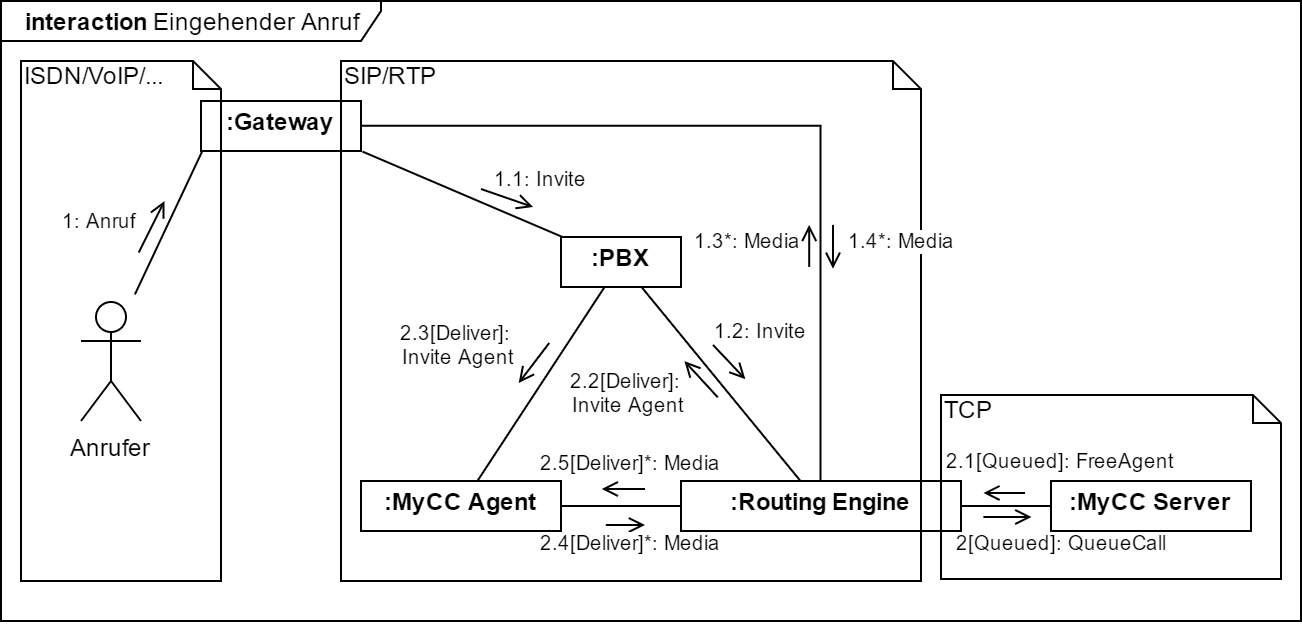 interaction Eingehender Anruf
ISDN/VoIP/...
SIP/RTP
:Gateway
1.1: Invite
1: Anruf
:PBX
1.3*: Media
1.4*: Media
2.3[Deliver]:
Invite Agent
1.2: Invite
2.2[Deliver]:
Invite Agent
Anrufer
TCP
2.5[Deliver]*: Media
2.1[Queued]: FreeAgent
:MyCC Agent
:Routing Engine
:MyCC Server
2.4[Deliver]*: Media
2[Queued]: QueueCall